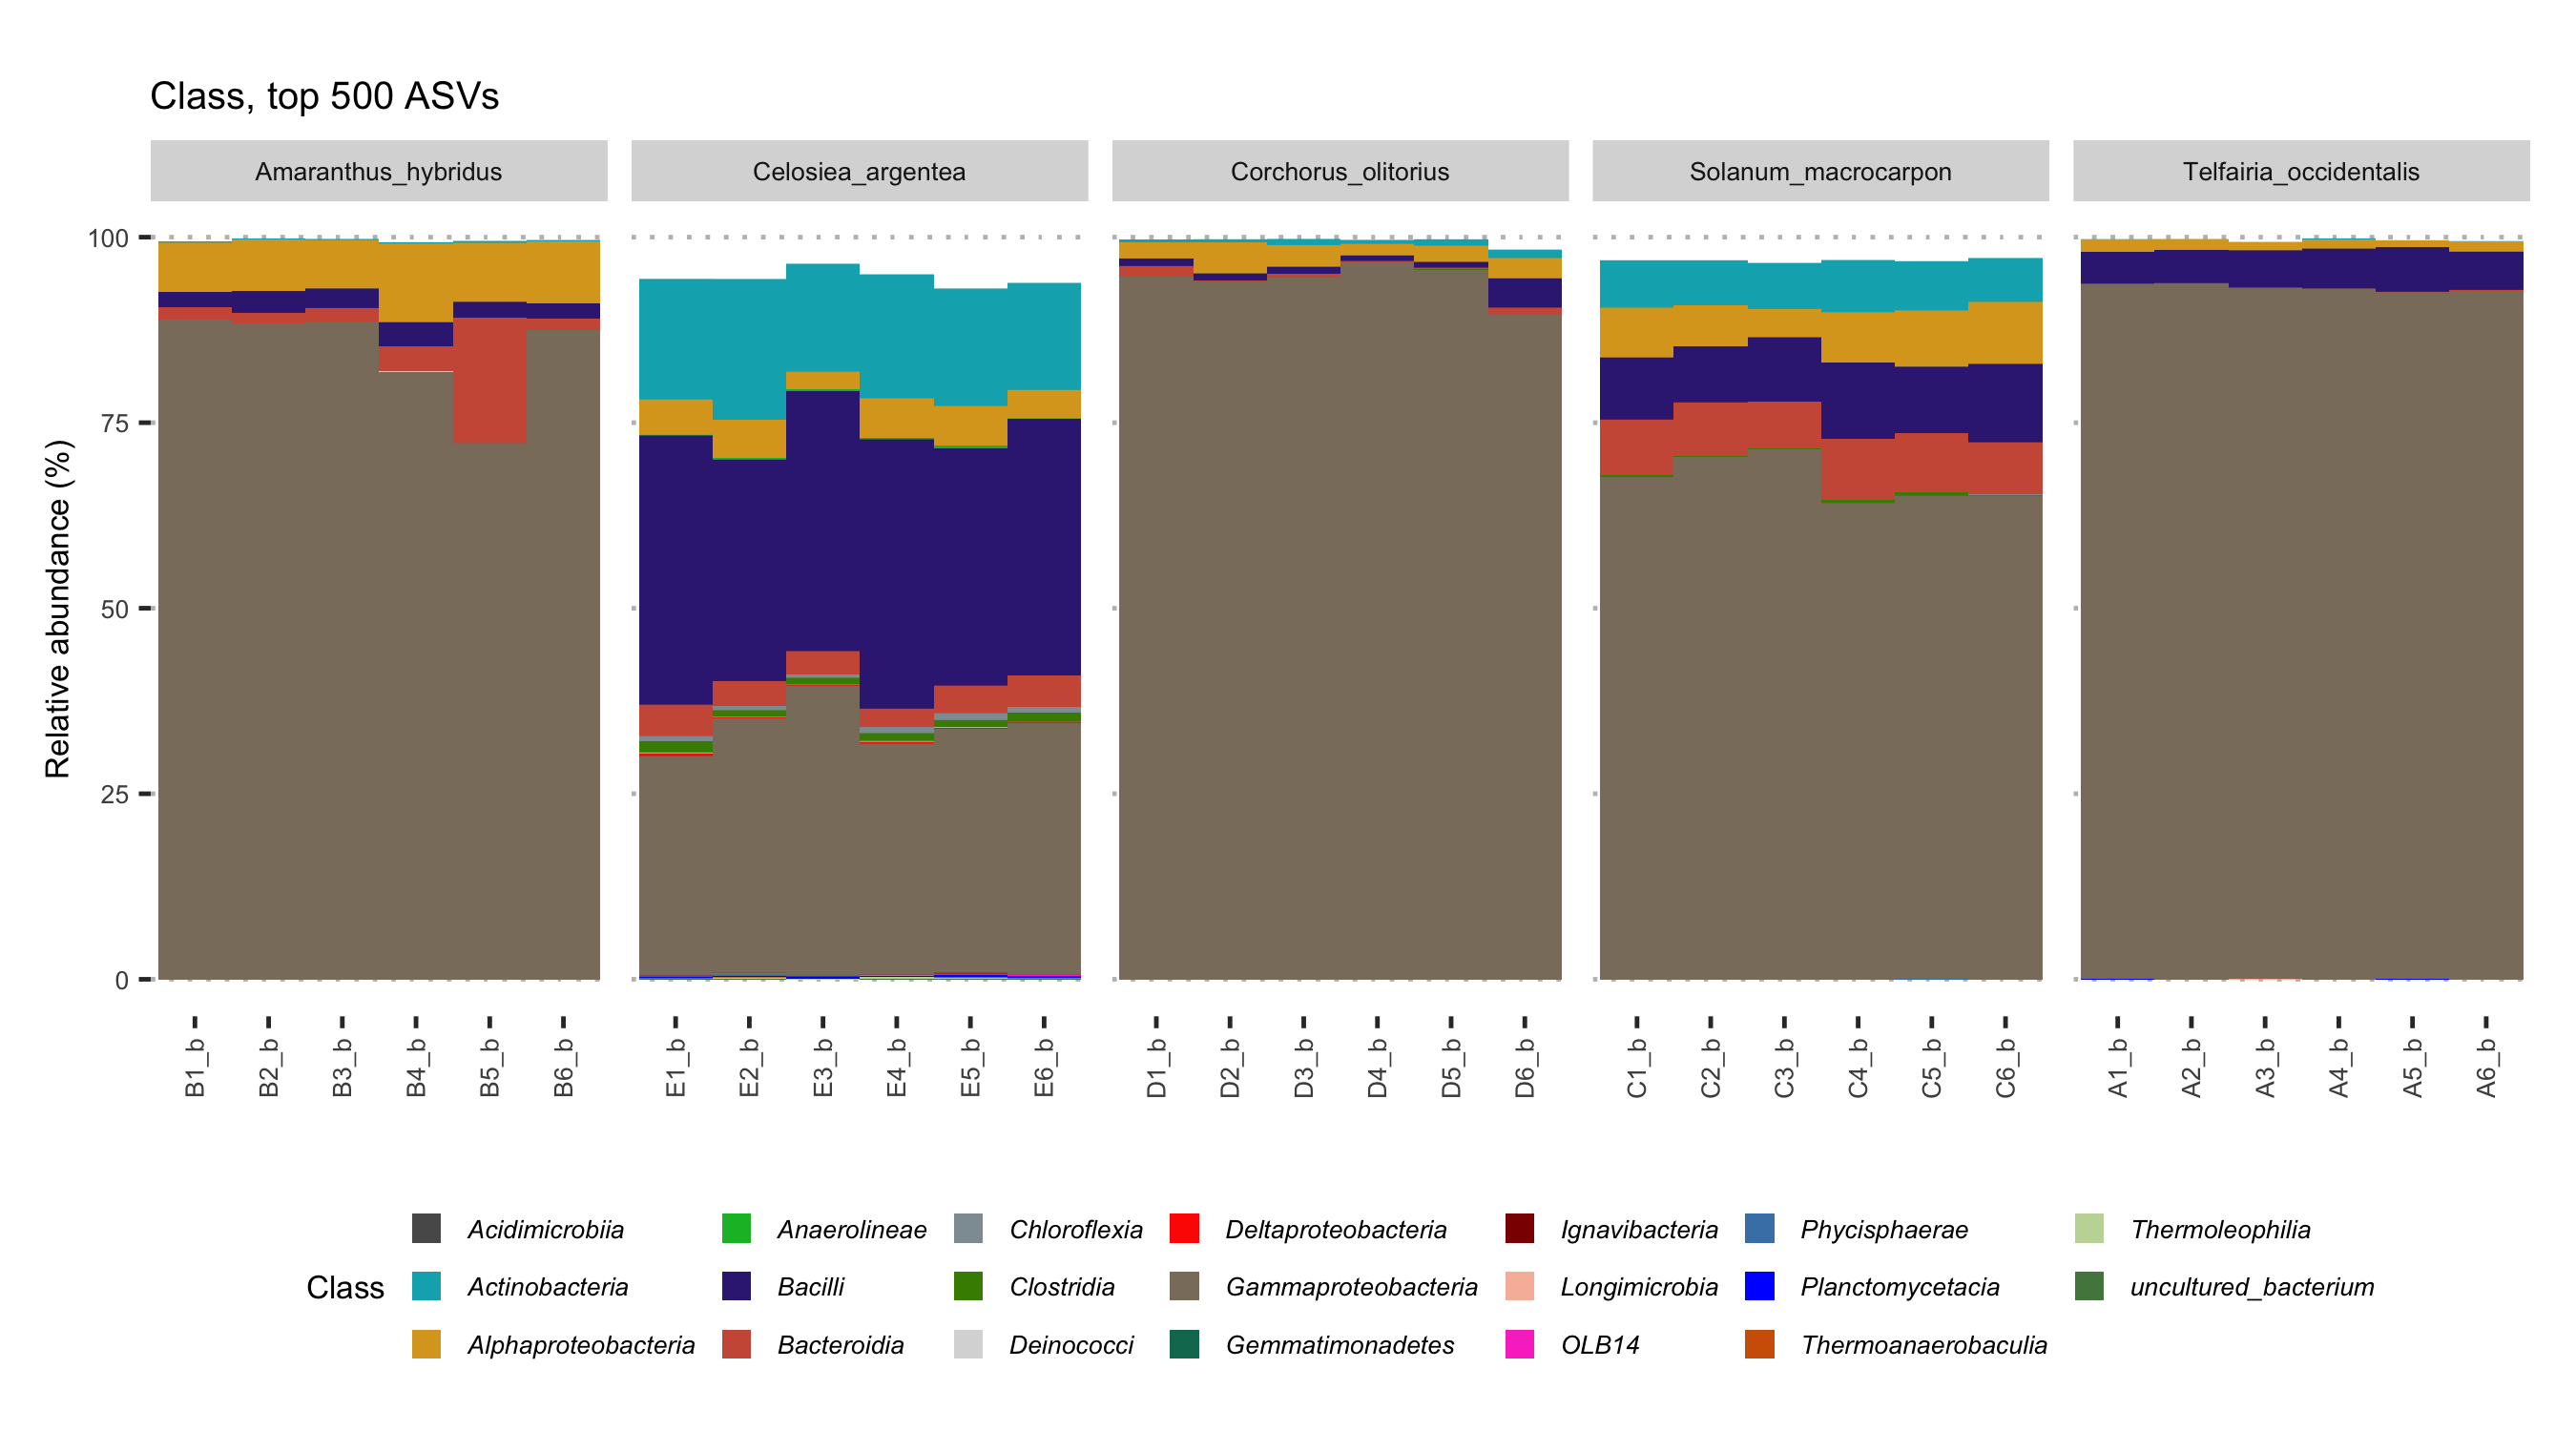 Class, top 500 ASVs
Amaranthus_hybridus
Celosiea_argentea
Corchorus_olitorius
Solanum_macrocarpon
Telfairia_occidentalis
Relative abundance (%)
100
75
50
25
0
B1_b
B2_b
B3_b
B4_b
B5_b
B6_b
E1_b
E2_b
E3_b
E4_b
E5_b
E6_b
D1_b
D2_b
D3_b
D4_b
D5_b
D6_b
C1_b
C2_b
C3_b
C4_b
C5_b
C6_b
A1_b
A2_b
A3_b
A4_b
A5_b
A6_b
Class
Acidimicrobiia
Actinobacteria
Alphaproteobacteria
Anaerolineae
Bacilli
Bacteroidia
Chloroflexia
Clostridia
Deinococci
Deltaproteobacteria
Gammaproteobacteria
Gemmatimonadetes
Ignavibacteria
Longimicrobia
OLB14
Phycisphaerae
Planctomycetacia
Thermoanaerobaculia
Thermoleophilia
uncultured_bacterium